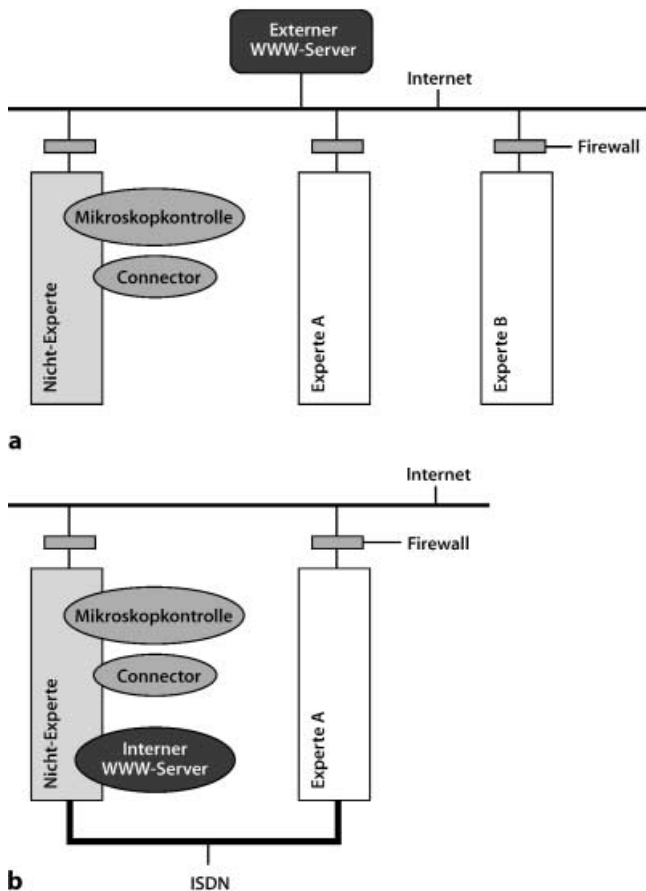 Externer
WWW-Server
Internet
Firewall
Mikroskopkontrolle
Connector
Nicht-Experte
Experte A
Experte B
a
Internet
Firewall
Mikroskopkontrolle
Connector
Interner
WWW-Server
Nicht-Experte
Experte A
ISDN
b